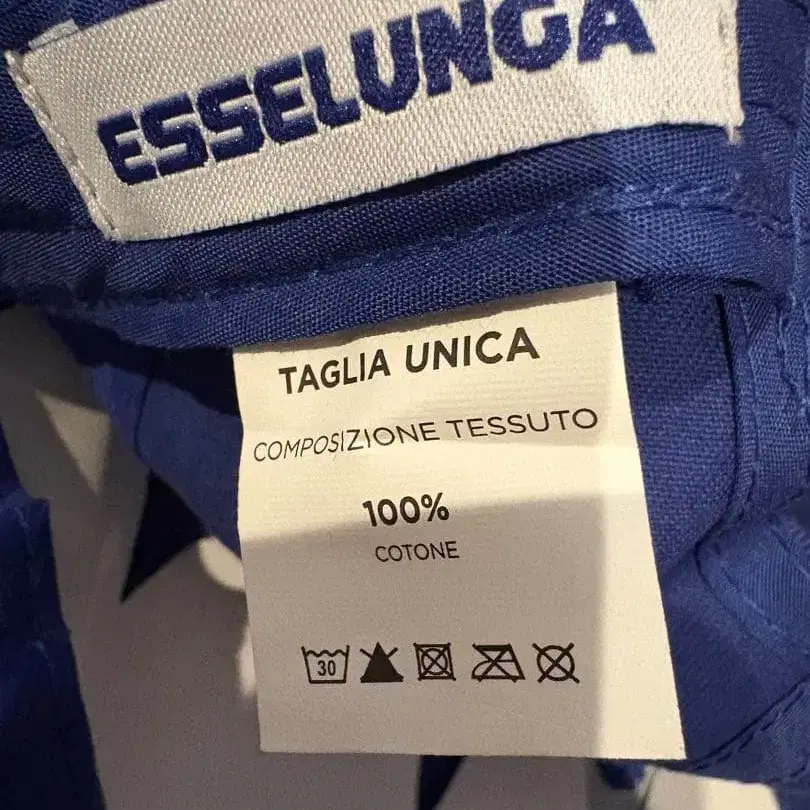 ESSELUNGA
TAGLIA UNICA
COMPOSIZIONE TESSUTO
100%
COTONE
30